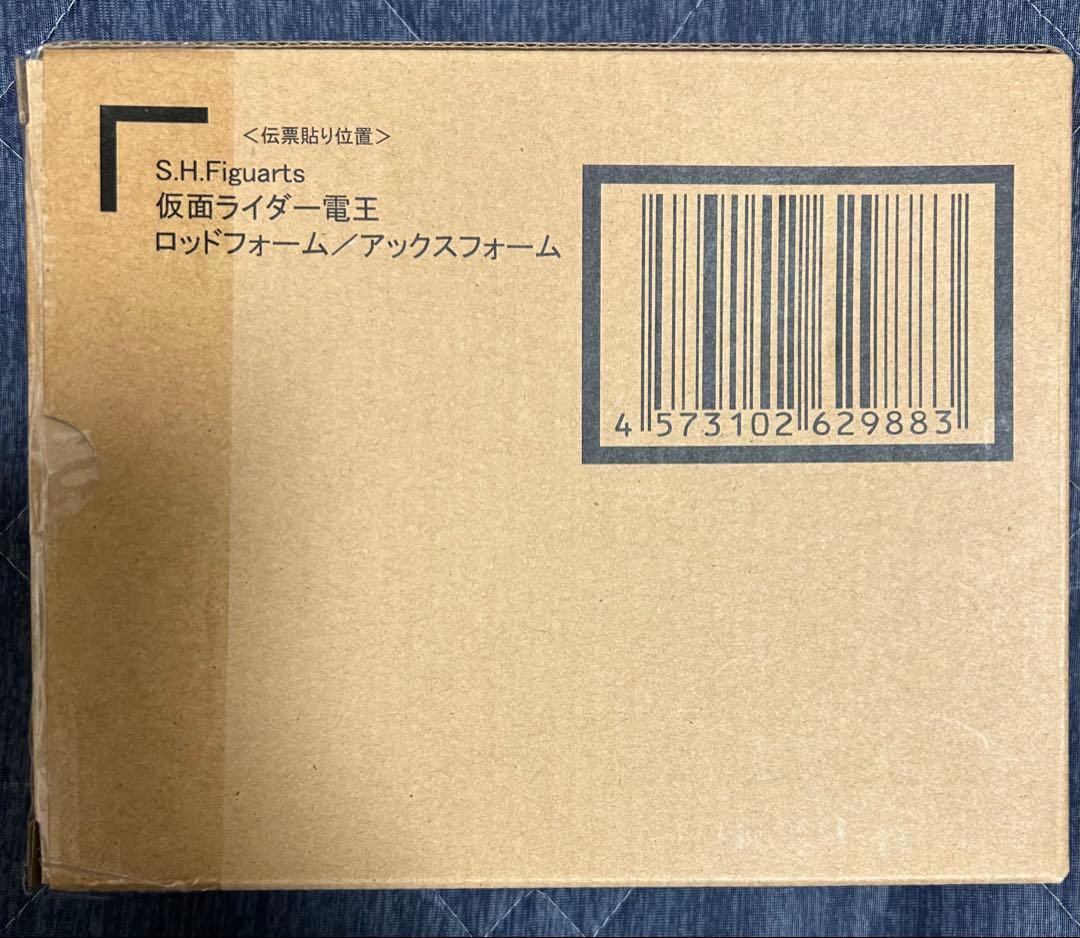 ＜伝票貼り位置＞
S.H.Figuarts
仮面ライダー電王
ロッドフォーム／アックスフォーム
4 573102 629883